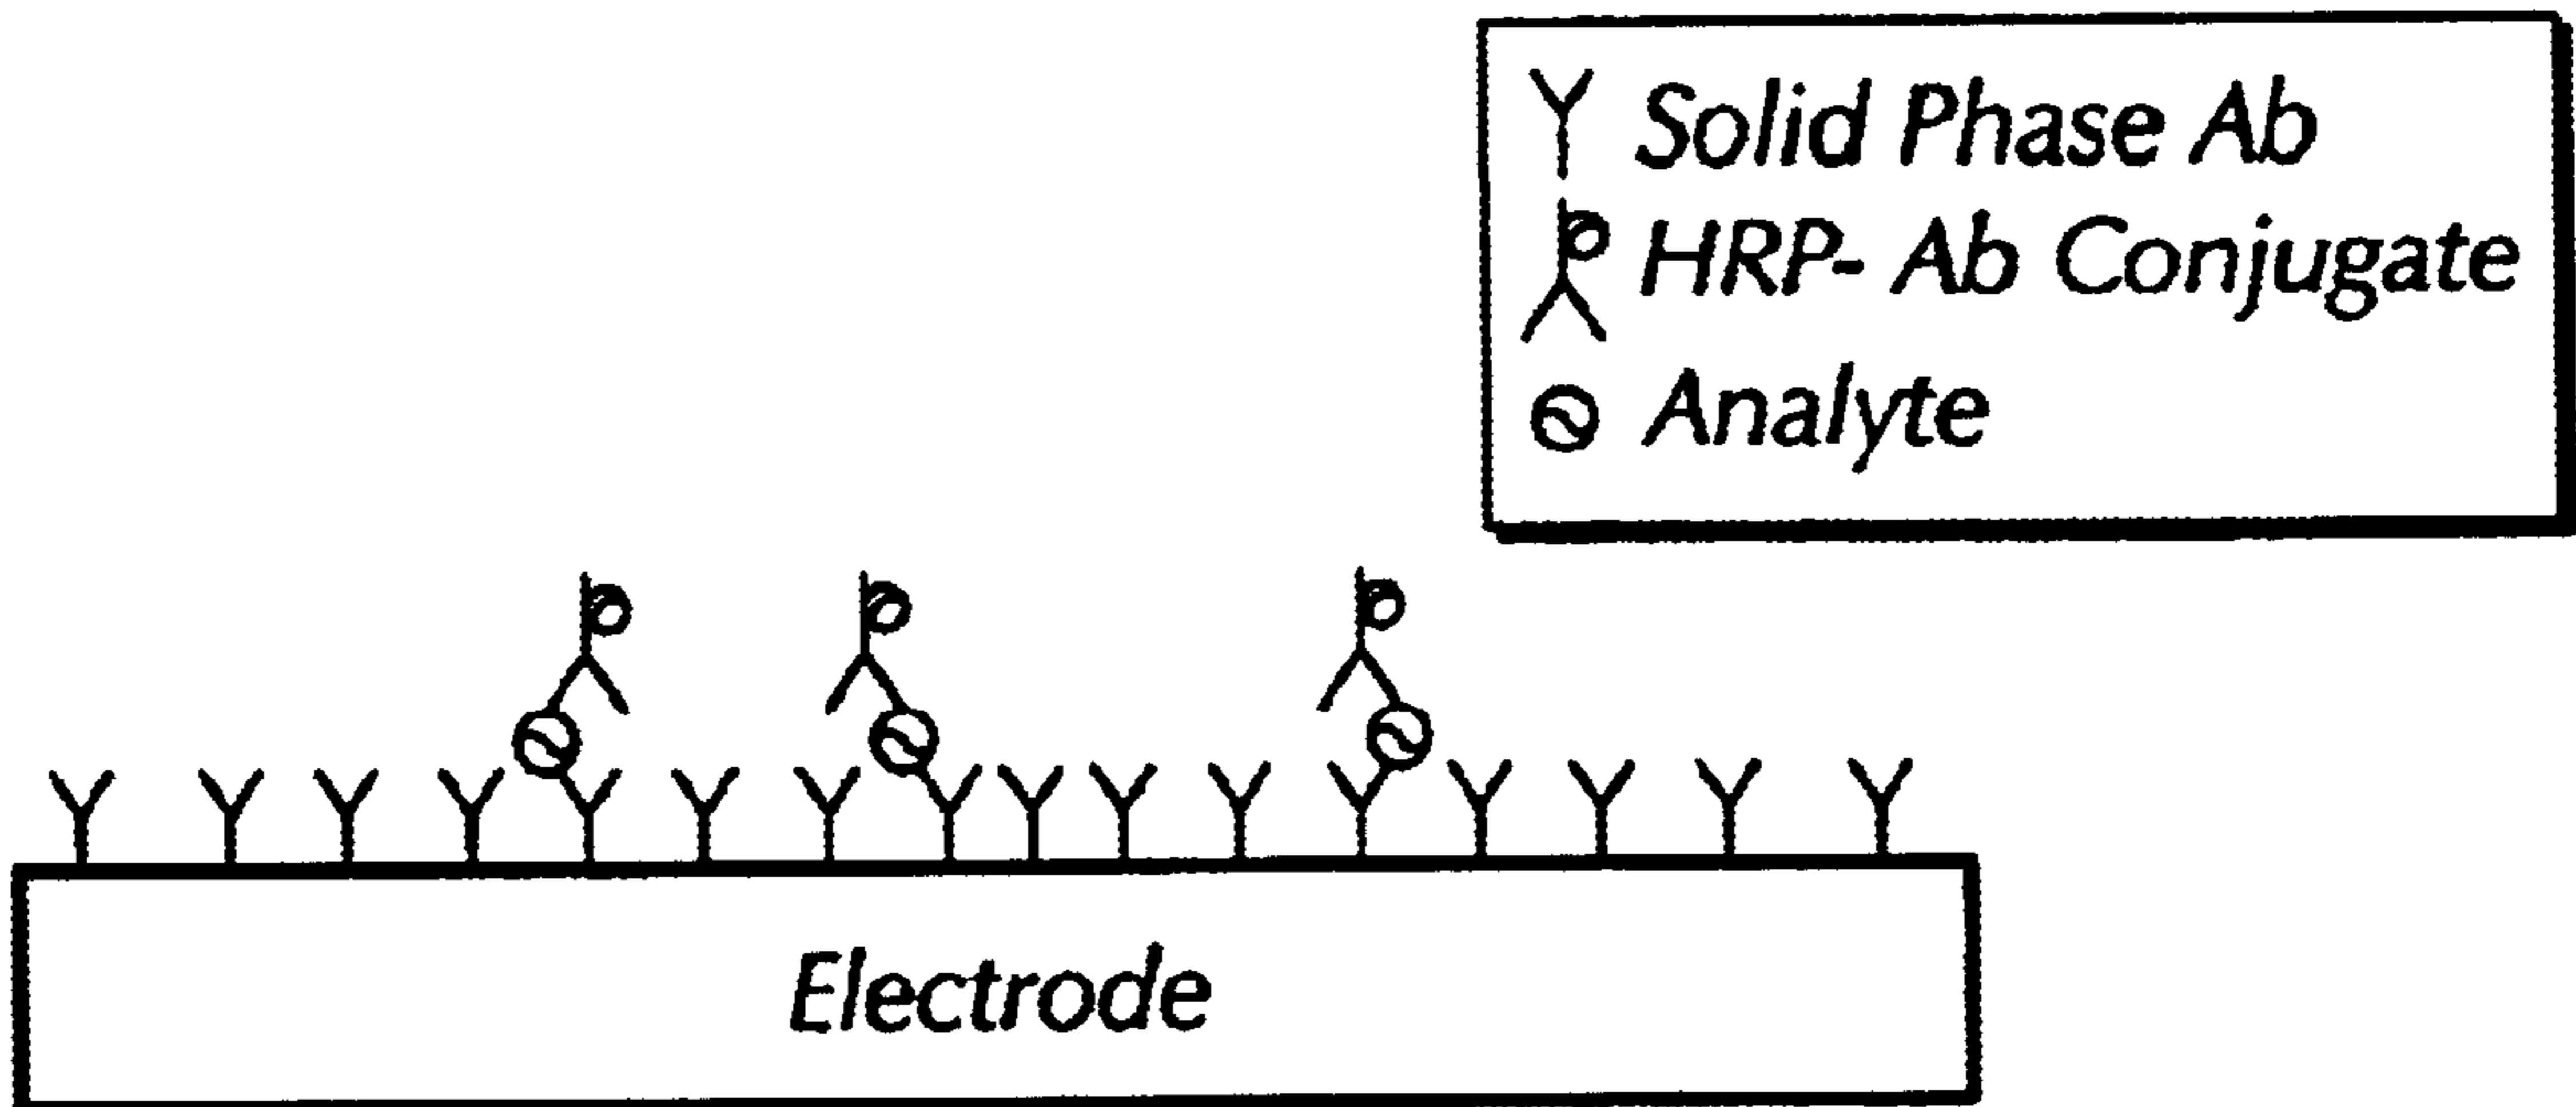 Solid Phase Ab
HRP- Ab Conjugate
Analyte
Electrode